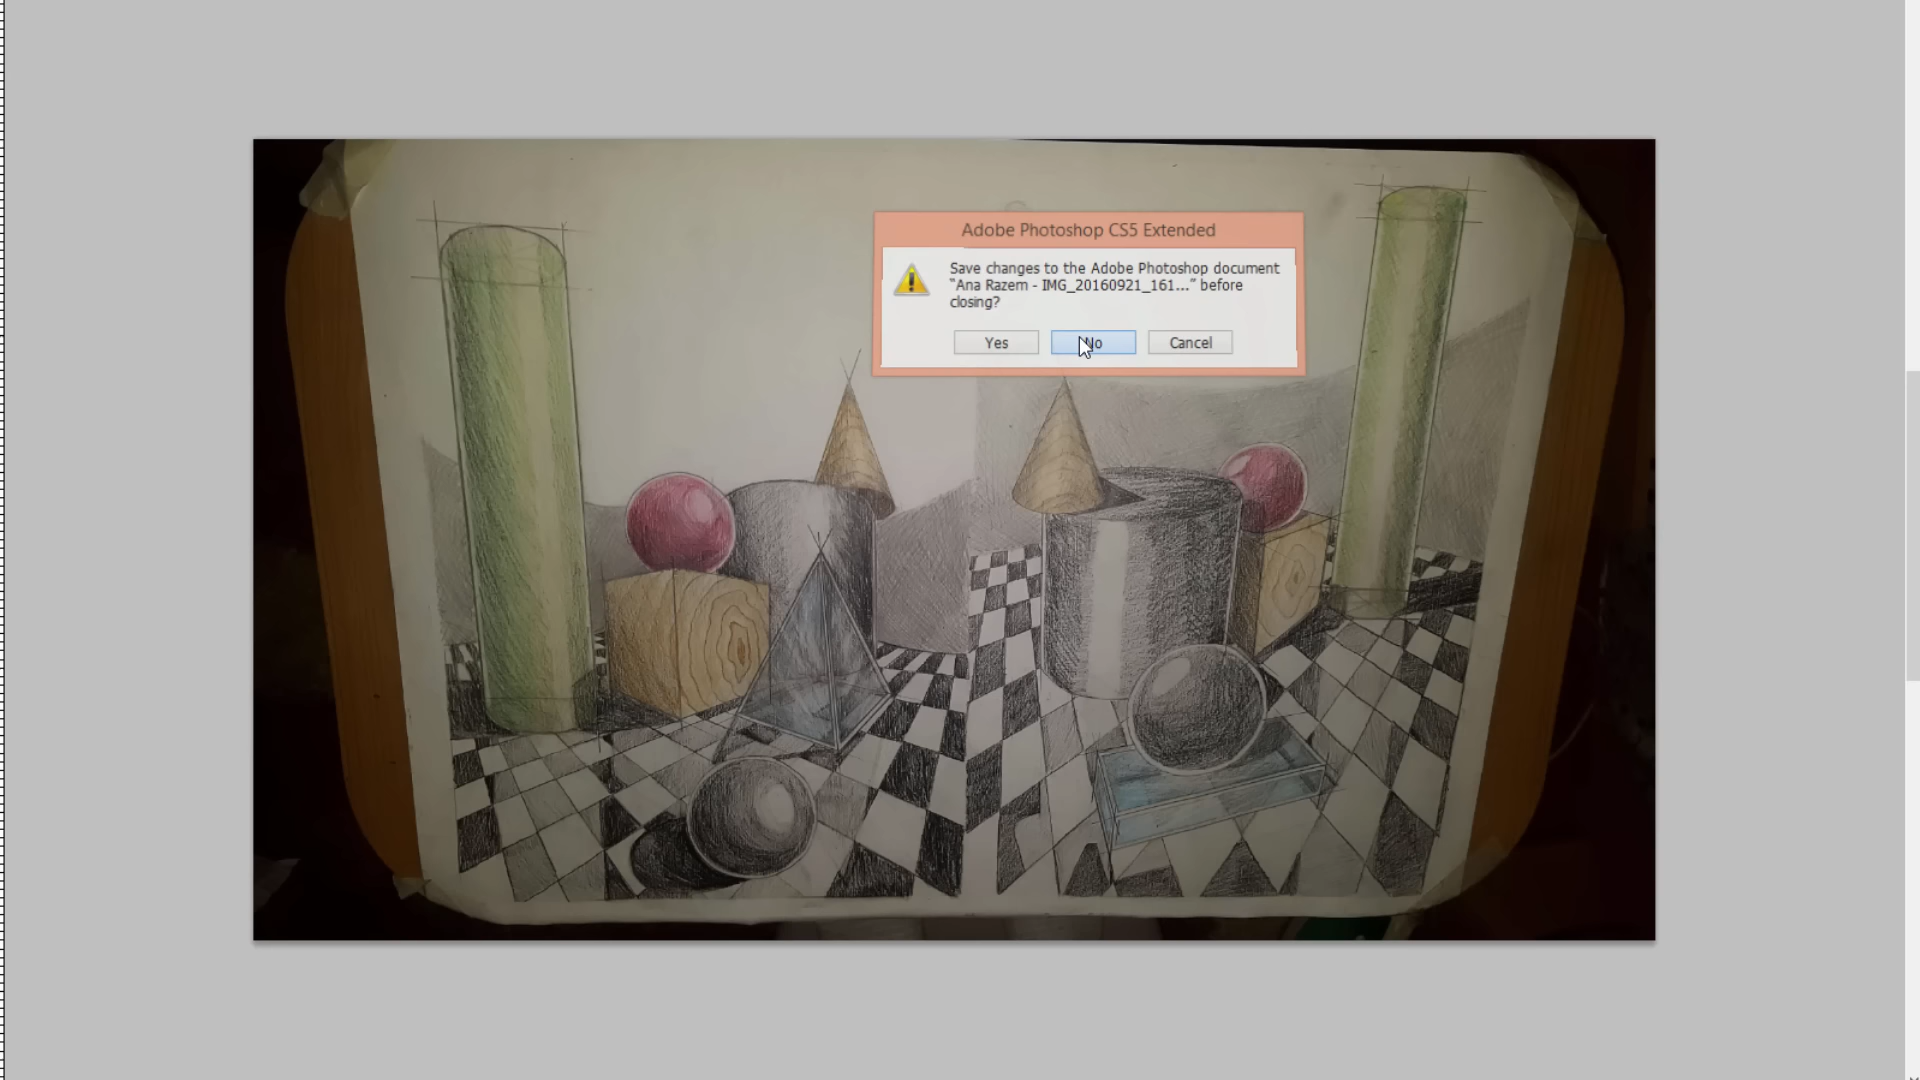 Adobe Photoshop CS5 Extended
Save changes to the Adobe Photoshop document
“Ana Razem - IMG_20160921_161...” before
closing?
Yes
No
Cancel